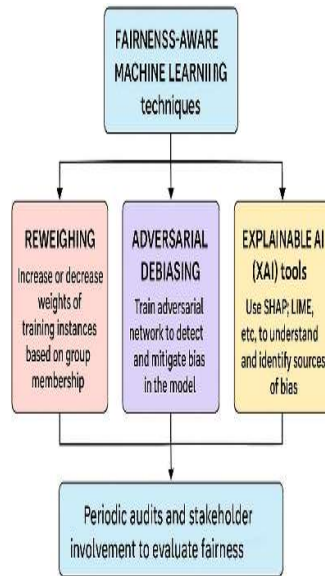 FAIRNENSS-AWARE
MACHINE LEARNIING
techniques
REWEIGHING
Increase or decrease
weights of
training instances
based on group
membership
ADVERSARIAL
DEBIASING
Train adversarial
network to detect
and mitigate bias
in the model
EXPLAINABLE AI
(XAI) tools
Use SHAP; LIME,
etc, to understand
and identify sources
of bias
Periodic audits and stakeholder
involvement to evaluate fairness